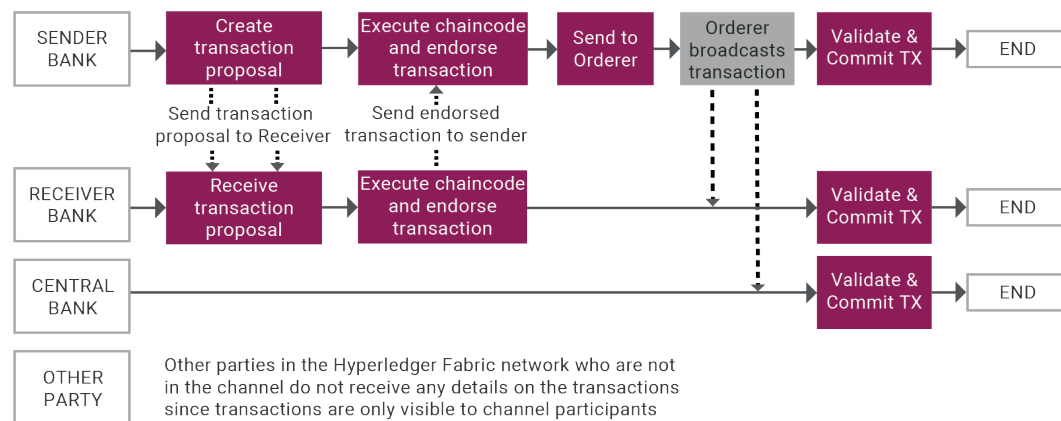 SENDER
BANK
Create
transaction
proposal
Execute chaincode
and endorse
transaction
Send to
Orderer
Orderer
broadcasts
transaction
Validate &
Commit TX
END
Send transaction
proposal to Receiver
Send endorsed
transaction to sender
RECEIVER
BANK
Receive
transaction
proposal
Execute chaincode
and endorse
transaction
Validate &
Commit TX
END
CENTRAL
BANK
Validate &
Commit TX
END
OTHER
PARTY
Other parties in the Hyperledger Fabric network who are not
in the channel do not receive any details on the transactions
since transactions are only visible to channel participants